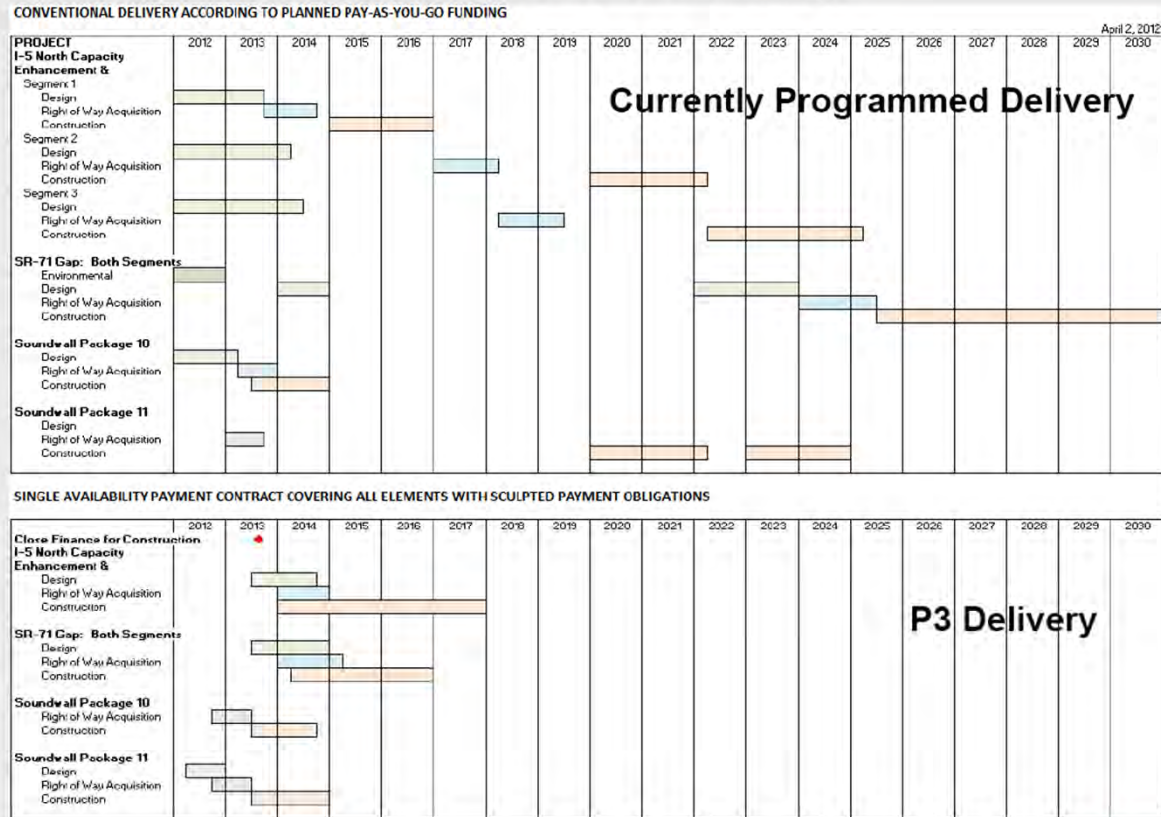 CONVENTIONAL DELIVERY ACCORDING TO PLANNED PAY-AS-YOU-GO FUNDING
April 2, 2012
PROJECT 2012 2013 2014 2015 2016 2017 2018 2019 2020 2021 2022 2023 2024 2025 2026 2027 2028 2029 2030
I-5 North Capacity
Enhancement &
Segment 1
Design
Right of Way Acquisition
Construction
Currently Programmed Delivery
Segment 2
Design
Right of Way Acquisition
Construction
Segment 3
Design
Right of Way Acquisition
Construction
SR-71 Gap: Both Segments
Environmental
Design
Right of Way Acquisition
Construction
Soundwall Package 10
Design
Right of Way Acquisition
Construction
Soundwall Package 11
Design
Right of Way Acquisition
Construction
SINGLE AVAILABILITY PAYMENT CONTRACT COVERING ALL ELEMENTS WITH SCULPTED PAYMENT OBLIGATIONS
2012 2013 2014 2015 2016 2017 2018 2019 2020 2021 2022 2023 2024 2025 2026 2027 2028 2029 2030
Close Finance for Construction
I-5 North Capacity
Enhancement &
Design
Right of Way Acquisition
Construction
P3 Delivery
SR-71 Gap: Both Segments
Design
Right of Way Acquisition
Construction
Soundwall Package 10
Right of Way Acquisition
Construction
Soundwall Package 11
Design
Right of Way Acquisition
Construction